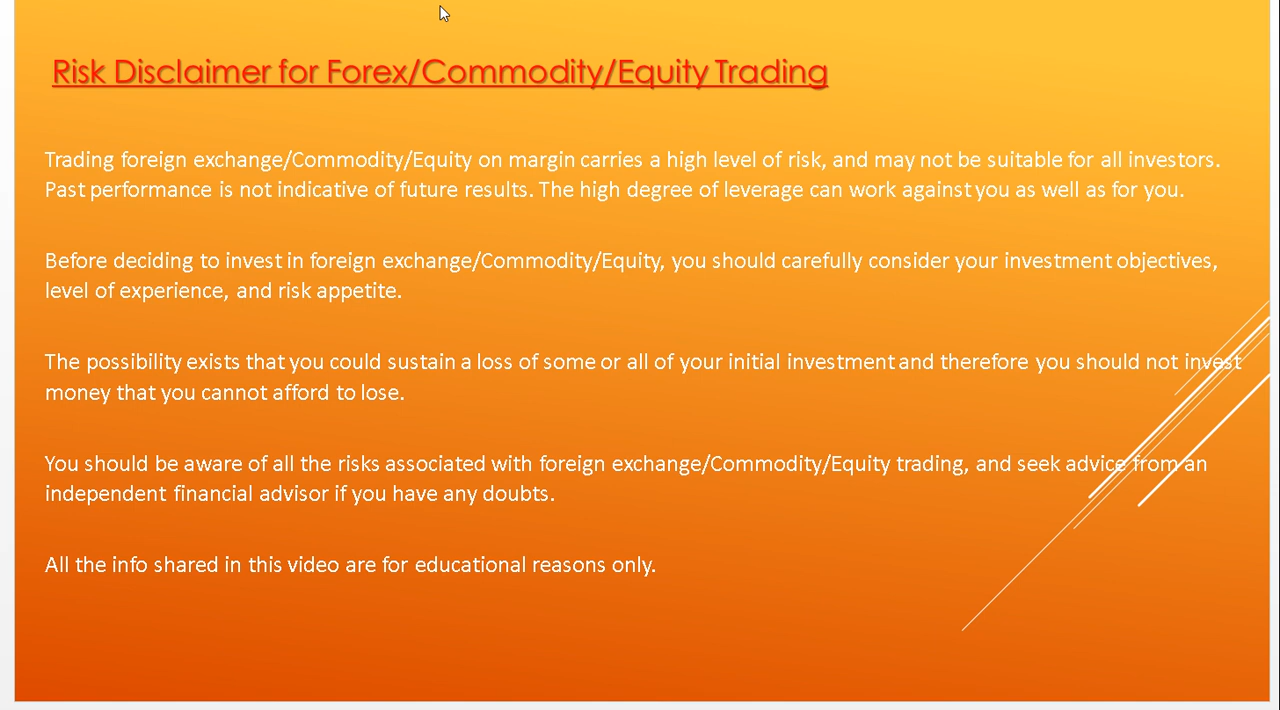 Risk Disclaimer for Forex/Commodity/Equity Trading
Trading foreign exchange/Commodity/Equity on margin carries a high level of risk, and may not be suitable for all investors.
Past performance is not indicative of future results. The high degree of leverage can work against you as well as for you.
Before deciding to invest in foreign exchange/Commodity/Equity, you should carefully consider your investment objectives,
level of experience, and risk appetite.
The possibility exists that you could sustain a loss of some or all of your initial investment and therefore you should not invest
money that you cannot afford to lose.
You should be aware of all the risks associated with foreign exchange/Commodity/Equity trading, and seek advice from an
independent financial advisor if you have any doubts.
All the info shared in this video are for educational reasons only.